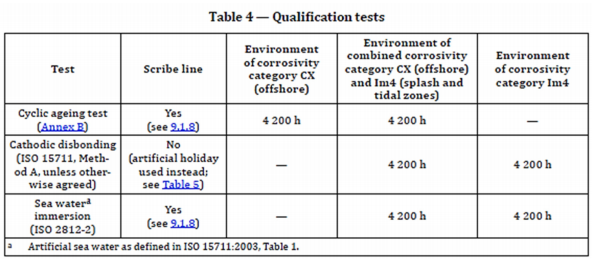 Table 4 — Qualification tests
Test
Scribe line
Environment
of corrosivity
category CX
(offshore)
Environment of
combined corrosivity
category CX (offshore)
and Im4 (splash and
tidal zones)
Environment
of corrosivity
category Im4
Cyclic ageing test
(Annex B)
Yes
(see 9.1.8)
4 200 h
4 200 h
—
Cathodic disbonding
(ISO 15711, Meth-
od A, unless other-
wise agreed)
No
(artificial holiday
used instead;
see Table 5)
—
4 200 h
4 200 h
Sea waterᵃ
immersion
(ISO 2812-2)
Yes
(see 9.1.8)
—
4 200 h
4 200 h
ᵃ Artificial sea water as defined in ISO 15711:2003, Table 1.